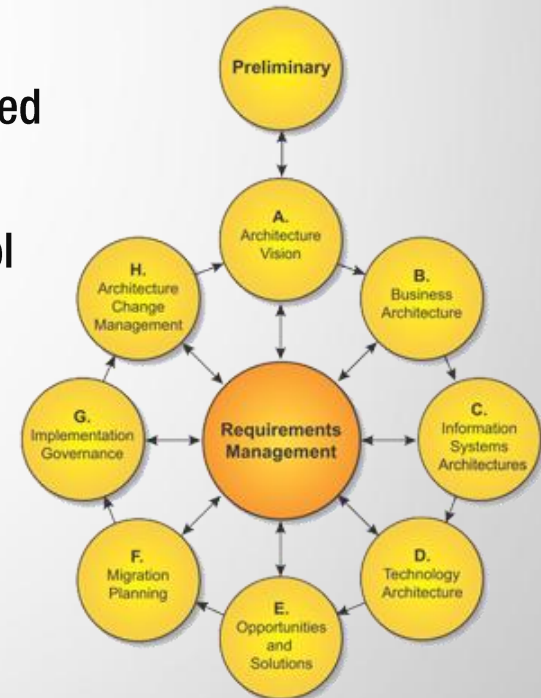 ed
ol
Preliminary
A.
Architecture
Vision
B.
Business
Architecture
C.
Information
Systems
Architectures
D.
Technology
Architecture
E.
Opportunities
and
Solutions
F.
Migration
Planning
G.
Implementation
Governance
H.
Architecture
Change
Management
Requirements
Management